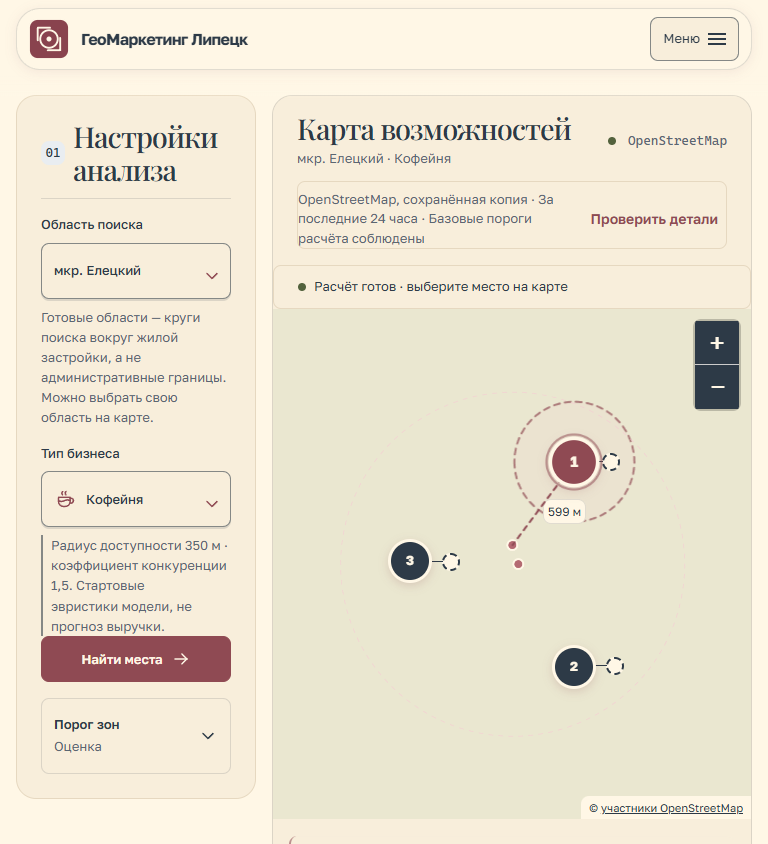 ГеоМаркетинг Липецк
Меню
01
Настройки
анализа
Область поиска
мкр. Елецкий
Готовые области — круги
поиска вокруг жилой
застройки, а не
административные границы.
Можно выбрать свою
область на карте.
Тип бизнеса
Кофейня
Радиус доступности 350 м ·
коэффициент конкуренции
1,5. Стартовые
эвристики модели, не
прогноз выручки.
Найти места
Порог зон
Оценка
Карта возможностей
мкр. Елецкий · Кофейня
OpenStreetMap
OpenStreetMap, сохранённая копия · За
последние 24 часа · Базовые пороги
расчёта соблюдены
Проверить детали
Расчёт готов · выберите место на карте
+
−
1
599 м
3
2
© участники OpenStreetMap